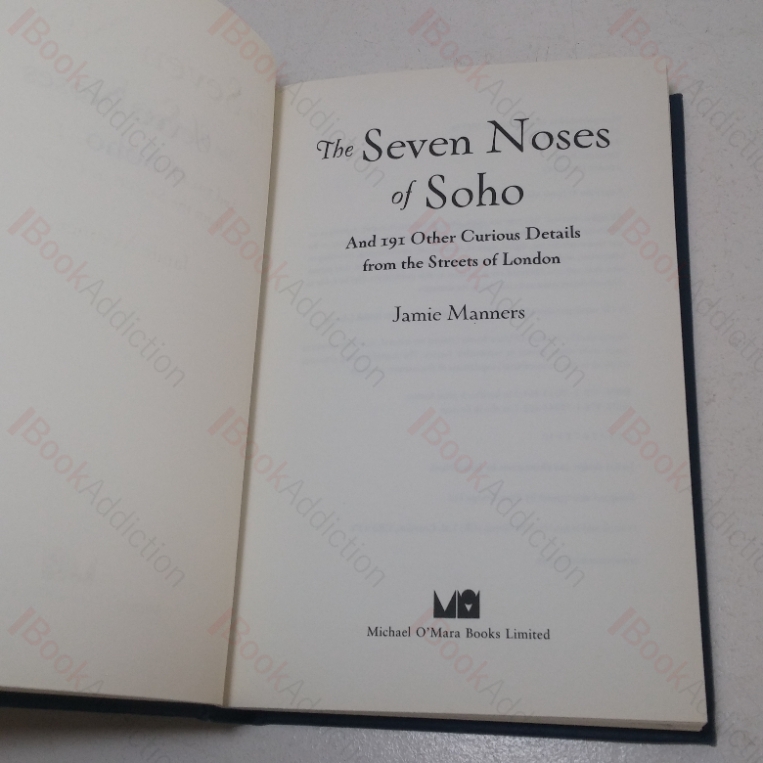 The Seven Noses
of Soho
And 191 Other Curious Details
from the Streets of London
Jamie Manners
Michael O'Mara Books Limited
BookAddiction